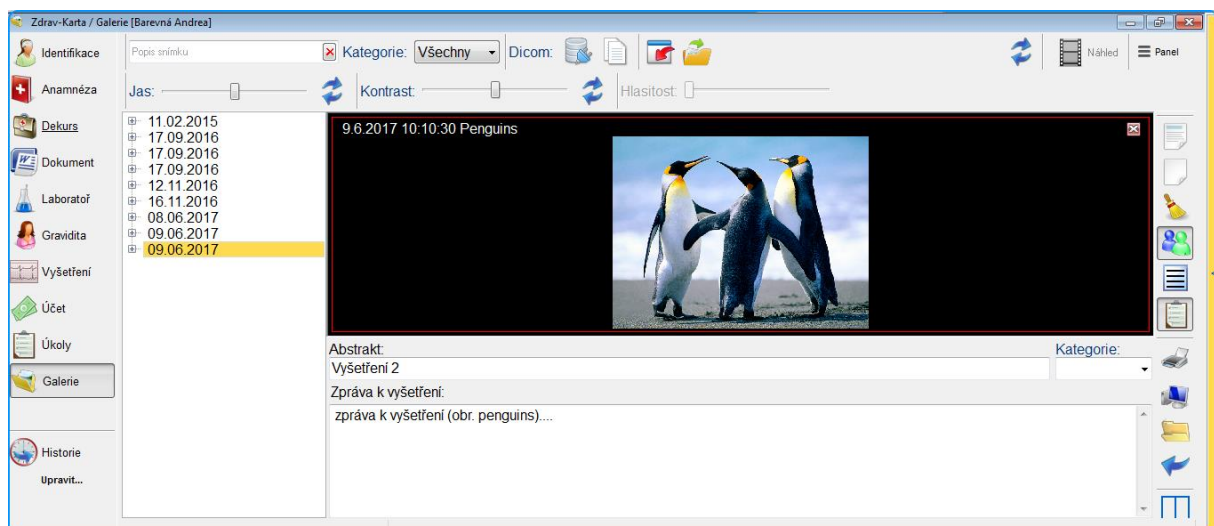 Zdrav-Karta / Galerie [Barevná Andrea]
Identifikace
Anamnéza
Dekurs
Dokument
Laboratoř
Gravidita
Vyšetření
Účet
Úkoly
Galerie
Historie
Upravit...
Popis snímku
Kategorie: Všechny
Dicom:
Náhled
Panel
Jas:
Kontrast:
Hlasitost:
11.02.2015
17.09.2016
17.09.2016
17.09.2016
12.11.2016
16.11.2016
08.06.2017
09.06.2017
09.06.2017
9.6.2017 10:10:30 Penguins
Abstrakt:
Kategorie:
Vyšetření 2
Zpráva k vyšetření:
zpráva k vyšetření (obr. penguins)....